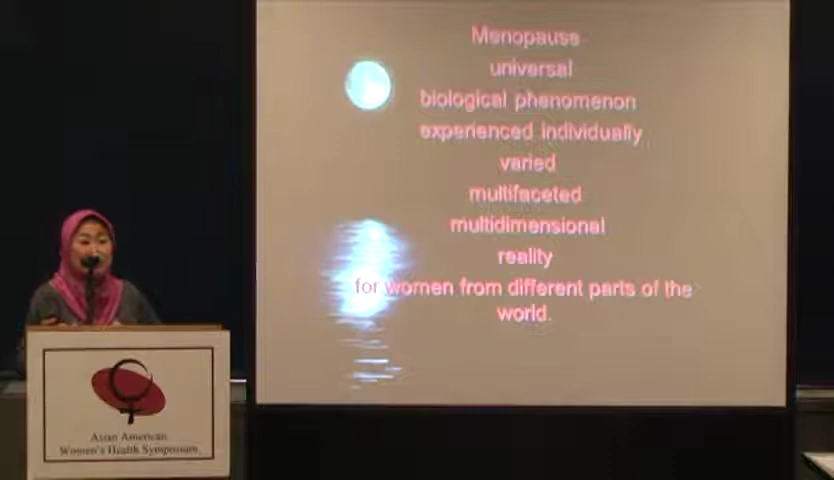 Menopause
universal
biological phenomenon
experienced individually
varied
multifaceted
multidimensional
reality
for women from different parts of the
world.
Asian American
Women's Health Symposium